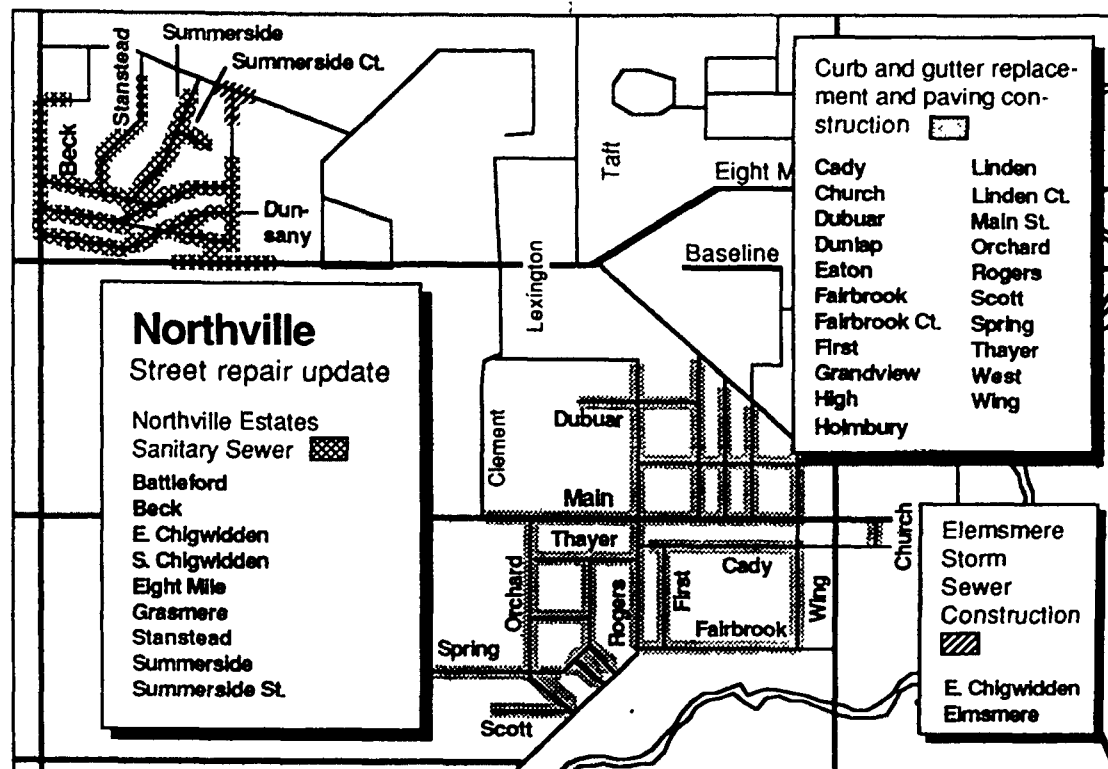 Summerside
Summerside Ct.
Stanstead
Beck
Dun-
sany
Lexington
Taft
Eight M
Baseline
Curb and gutter replace-
ment and paving con-
struction
Cady
Church
Dubuar
Dunlap
Eaton
Fairbrook
Fairbrook Ct.
First
Grandview
High
Holmbury
Linden
Linden Ct.
Main St.
Orchard
Rogers
Scott
Spring
Thayer
West
Wing
Northville
Street repair update
Northville Estates
Sanitary Sewer
Battleford
Beck
E. Chigwidden
S. Chigwidden
Eight Mile
Grasmere
Stanstead
Summerside
Summerside St.
Clement
Dubuar
Main
Thayer
Orchard
Rogers
First
Cady
Fairbrook
Wing
Church
Spring
Scott
Elemsmere
Storm
Sewer
Construction
E. Chigwidden
Elmsmere